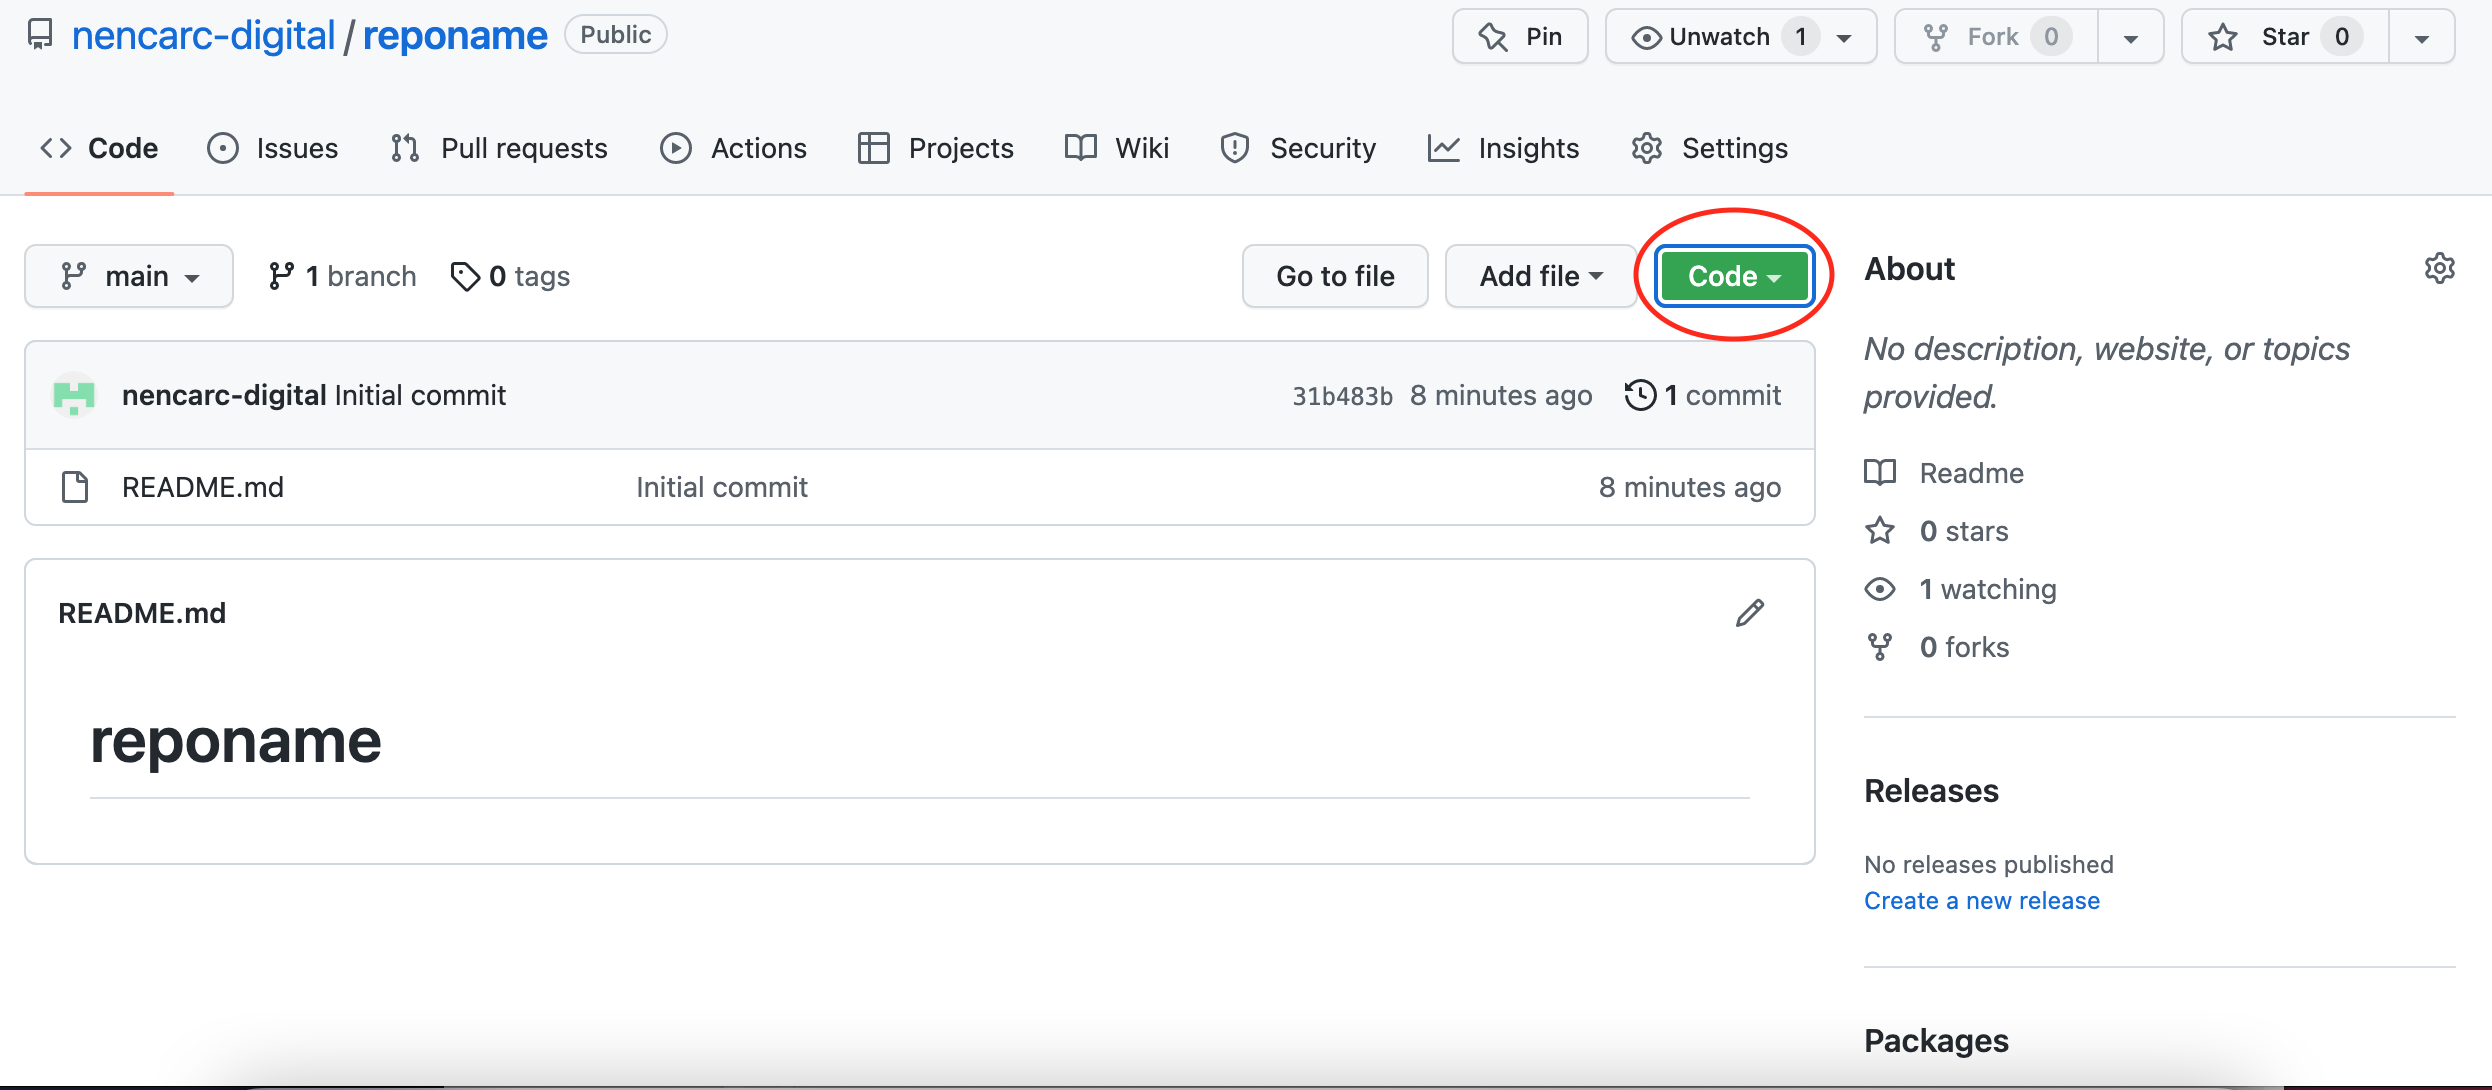 nencarc-digital / reponame Public Pin Unwatch 1 Fork 0 Star 0
Code Issues Pull requests Actions Projects Wiki Security Insights Settings
main 1 branch 0 tags Go to file Add file Code
nencarc-digital Initial commit 31b483b 8 minutes ago 1 commit
README.md Initial commit 8 minutes ago
README.md
reponame
About
No description, website, or topics
provided.
Readme
0 stars
1 watching
0 forks
Releases
No releases published
Create a new release
Packages